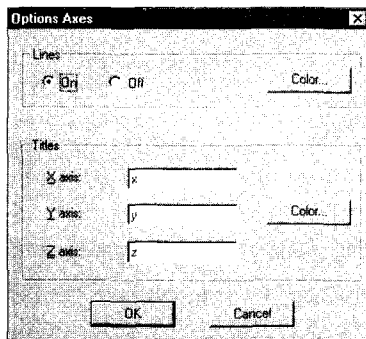 Options Axes
Lines
On Off Color...
Titles
X axis: x
Y axis: y Color...
Z axis: z
OK Cancel